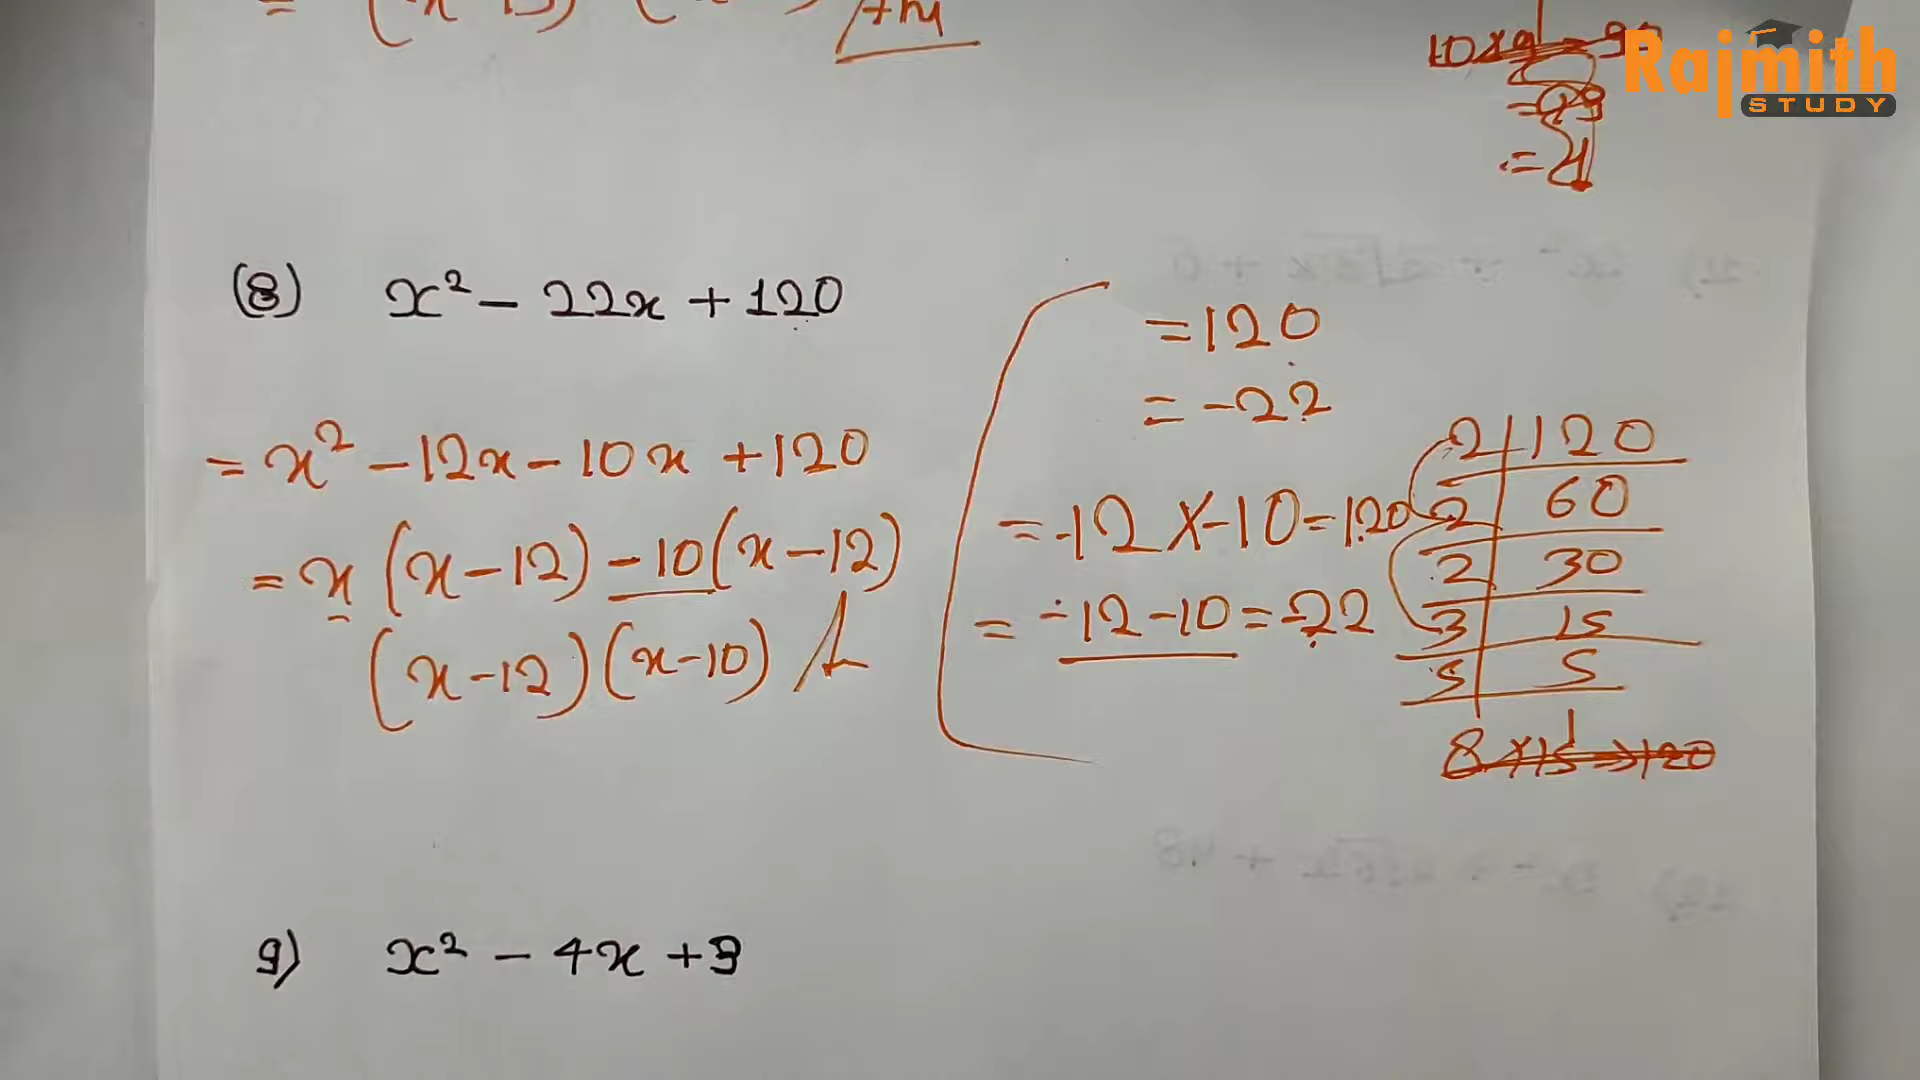 Rajmith
STUDY
(8) x² – 22x + 120
= x² – 12x – 10x + 120
= x (x – 12) – 10 (x – 12)
(x – 12) (x – 10)
= 120
= -22
= -12 × -10 = 120
= -12 - 10 = -22
2 | 120
2 | 60
2 | 30
3 | 15
5 | 5
1
8 × 15 = 120
9) x² – 4x + 3